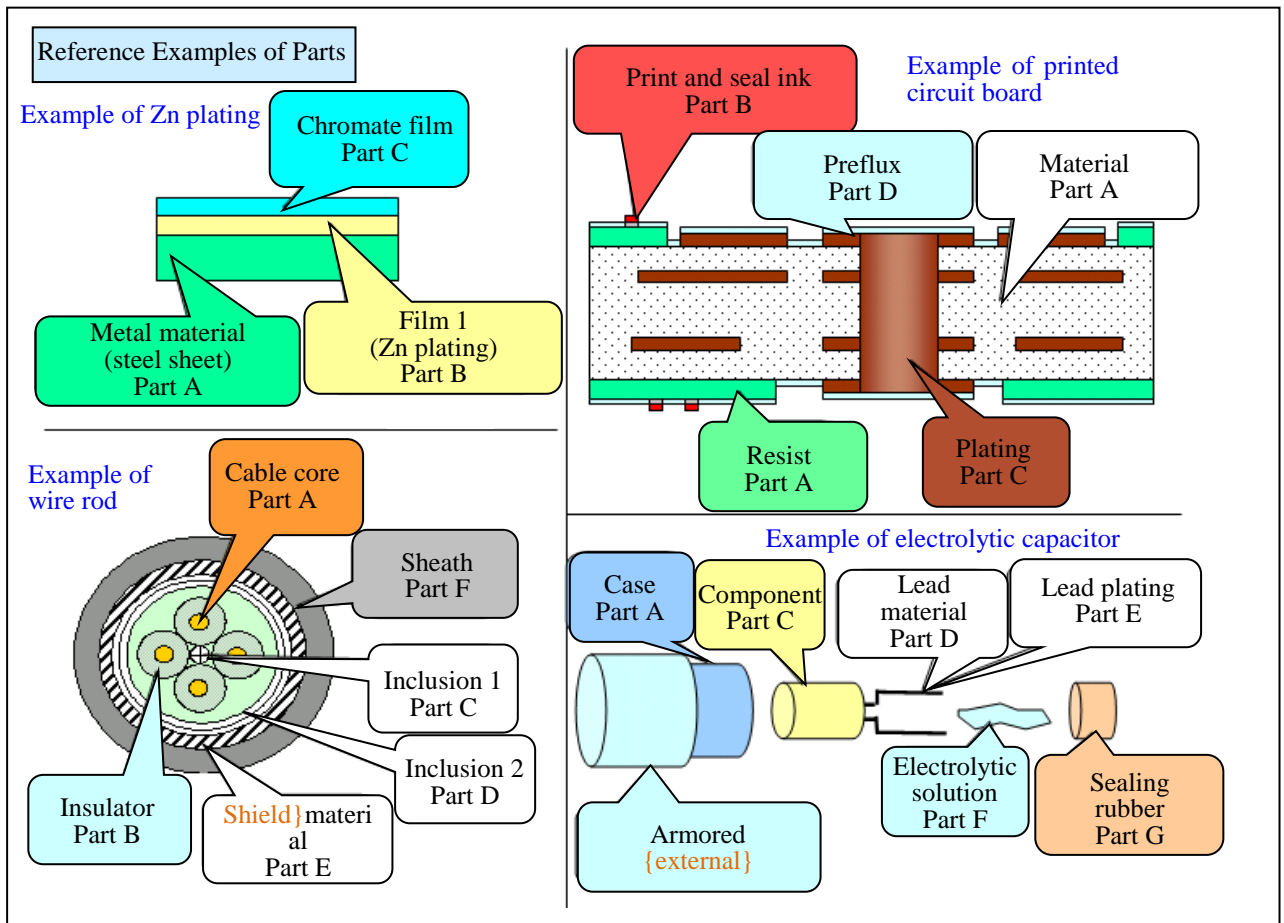 Reference Examples of Parts
Example of Zn plating
Chromate film
Part C
Metal material
(steel sheet)
Part A
Film 1
(Zn plating)
Part B
Example of printed
circuit board
Print and seal ink
Part B
Preflux
Part D
Material
Part A
Resist
Part A
Plating
Part C
Example of
wire rod
Cable core
Part A
Sheath
Part F
Inclusion 1
Part C
Inclusion 2
Part D
Insulator
Part B
Shield}materi
al
Part E
Example of electrolytic capacitor
Case
Part A
Component
Part C
Lead
material
Part D
Lead plating
Part E
Armored
{external}
Electrolytic
solution
Part F
Sealing
rubber
Part G